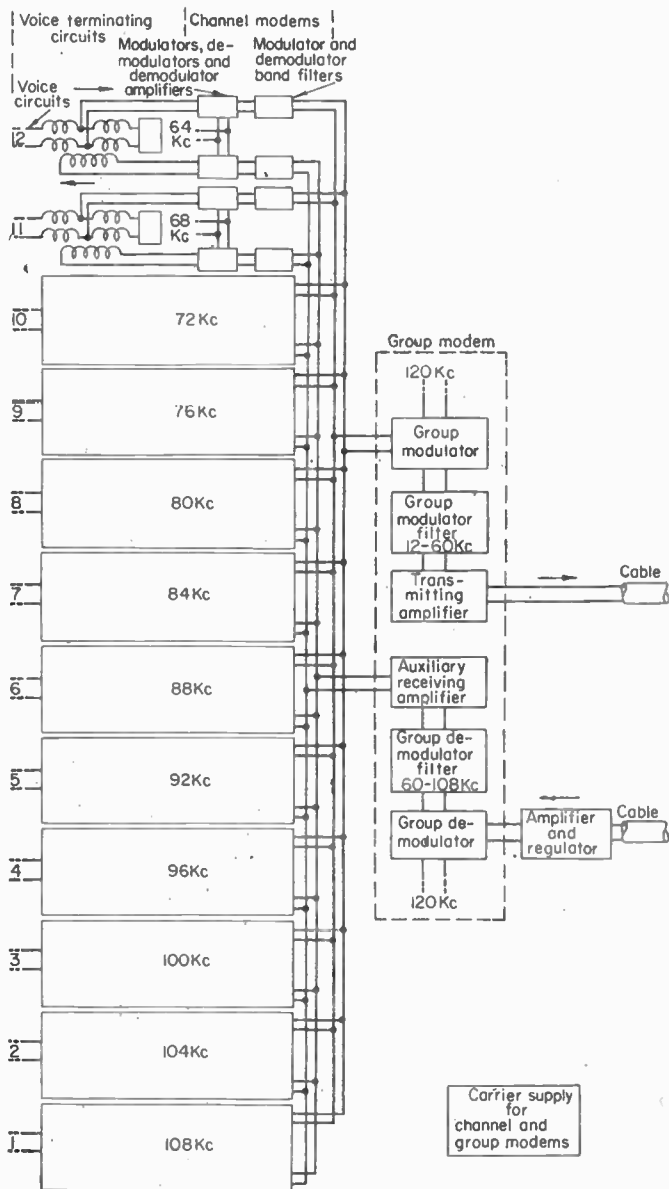 Voice terminating
circuits
Channel modems
Modulators, de-
modulators and
demodulator
amplifiers
Modulator and
demodulator
band filters
Voice
circuits
12
64
Kc
11
68
Kc
10
72Kc
9
76Kc
8
80Kc
7
84Kc
6
88Kc
5
92Kc
4
96Kc
3
100Kc
2
104Kc
1
108Kc
Group modem
120Kc
Group
modulator
Group
modulator
filter
12-60Kc
Trans-
mitting
amplifier
Cable
Auxiliary
receiving
amplifier
Group de-
modulator
filter
60-108Kc
Group de-
modulator
120Kc
Amplifier
and
regulator
Cable
Carrier supply
for
channel and
group modems